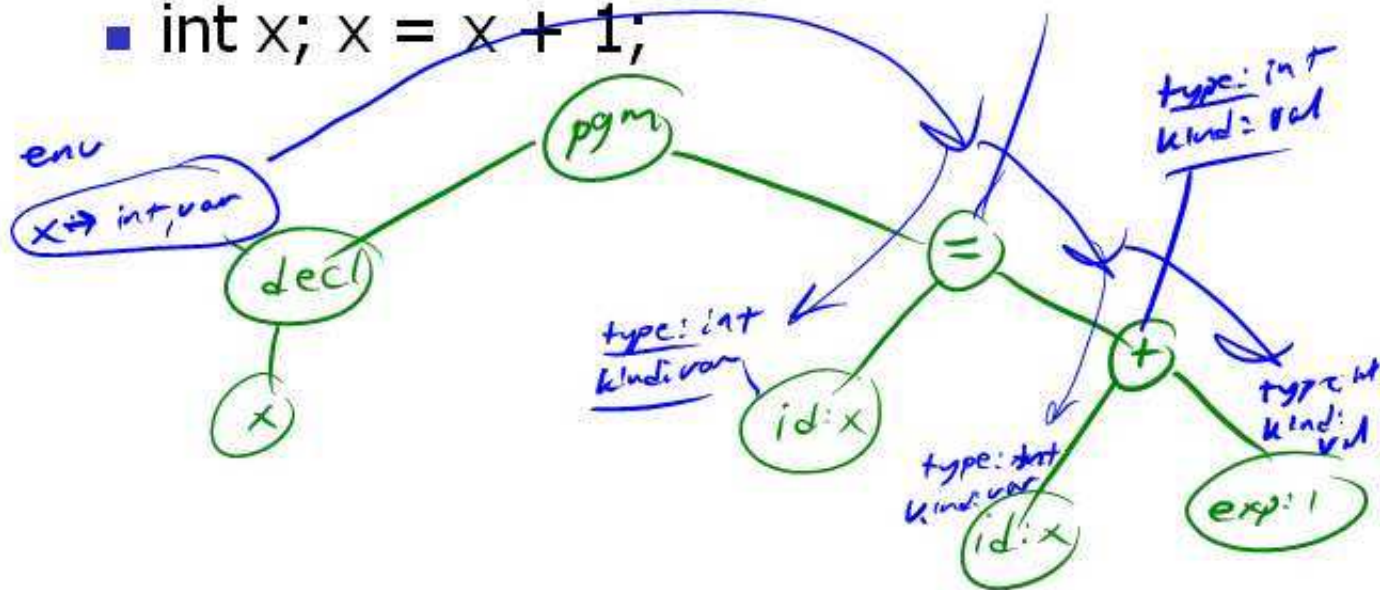 int x; x = x + 1;
env
x → int, var
pgm
decl
x
=
type: int
kind: val
type: int
kind: var
id: x
+
type: int
kind: var
id: x
type: int
kind: val
exp: 1